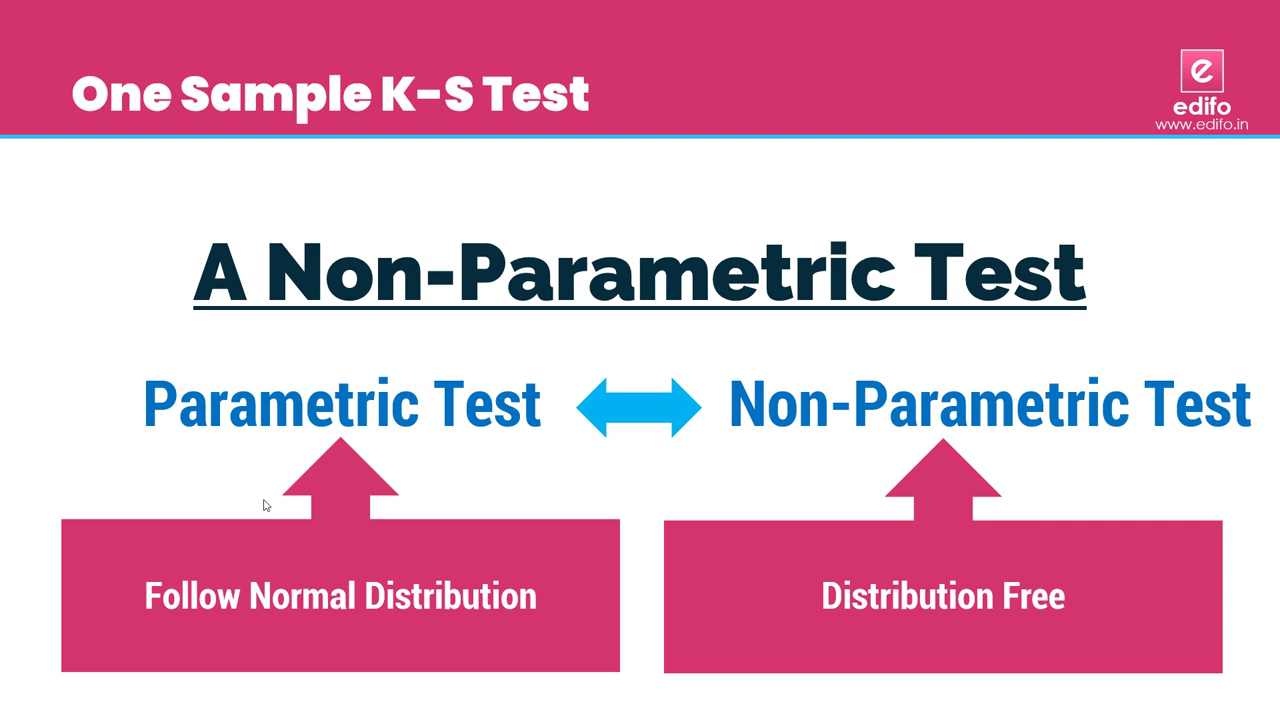 One Sample K-S Test
e
edifo
www.edifo.in
A Non-Parametric Test
Parametric Test
Non-Parametric Test
Follow Normal Distribution
Distribution Free